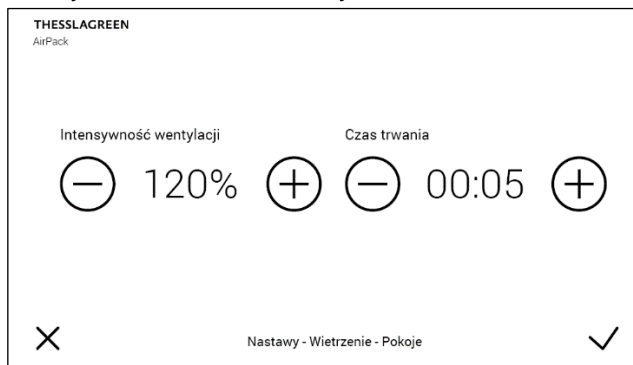 THESSLAGREEN
AirPack
Intensywność wentylacji Czas trwania
120% 00:05
Nastawy - Wietrzenie - Pokoje